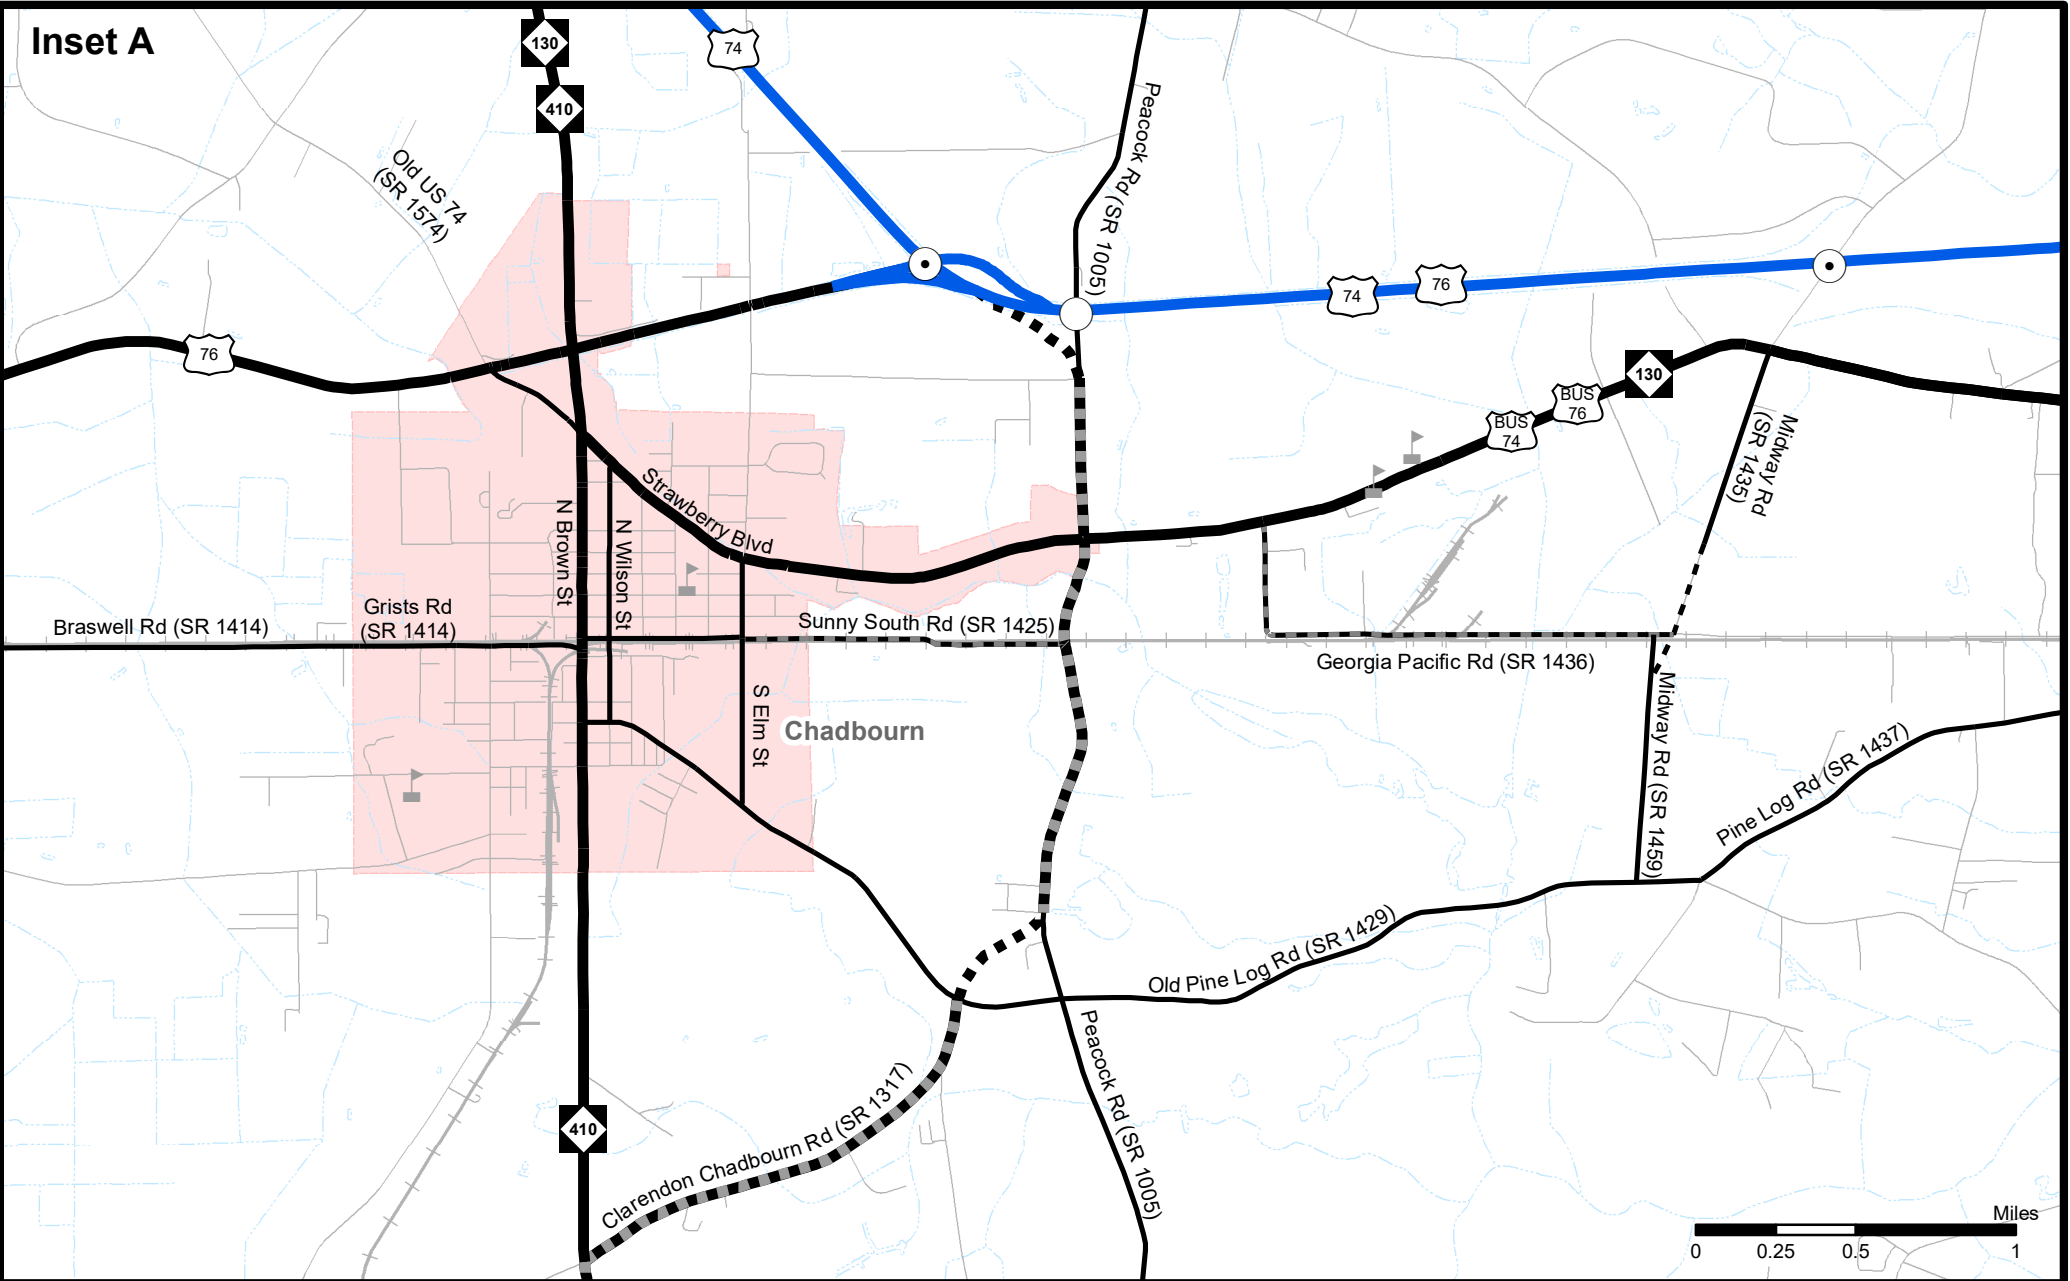 Inset A
130
410
74
Peacock Rd (SR 1005)
Old US 74
(SR 1574)
76
74
76
130
BUS
76
BUS
74
Midway Rd
(SR 1435)
Strawberry Blvd
N Brown St
N Wilson St
Braswell Rd (SR 1414)
Grists Rd
(SR 1414)
Sunny South Rd (SR 1425)
Georgia Pacific Rd (SR 1436)
S Elm St
Chadbourn
Midway Rd (SR 1459)
Pine Log Rd (SR 1437)
Old Pine Log Rd (SR 1429)
Peacock Rd (SR 1005)
Clarendon Chadbourn Rd (SR 1317)
410
Miles
0 0.25 0.5 1